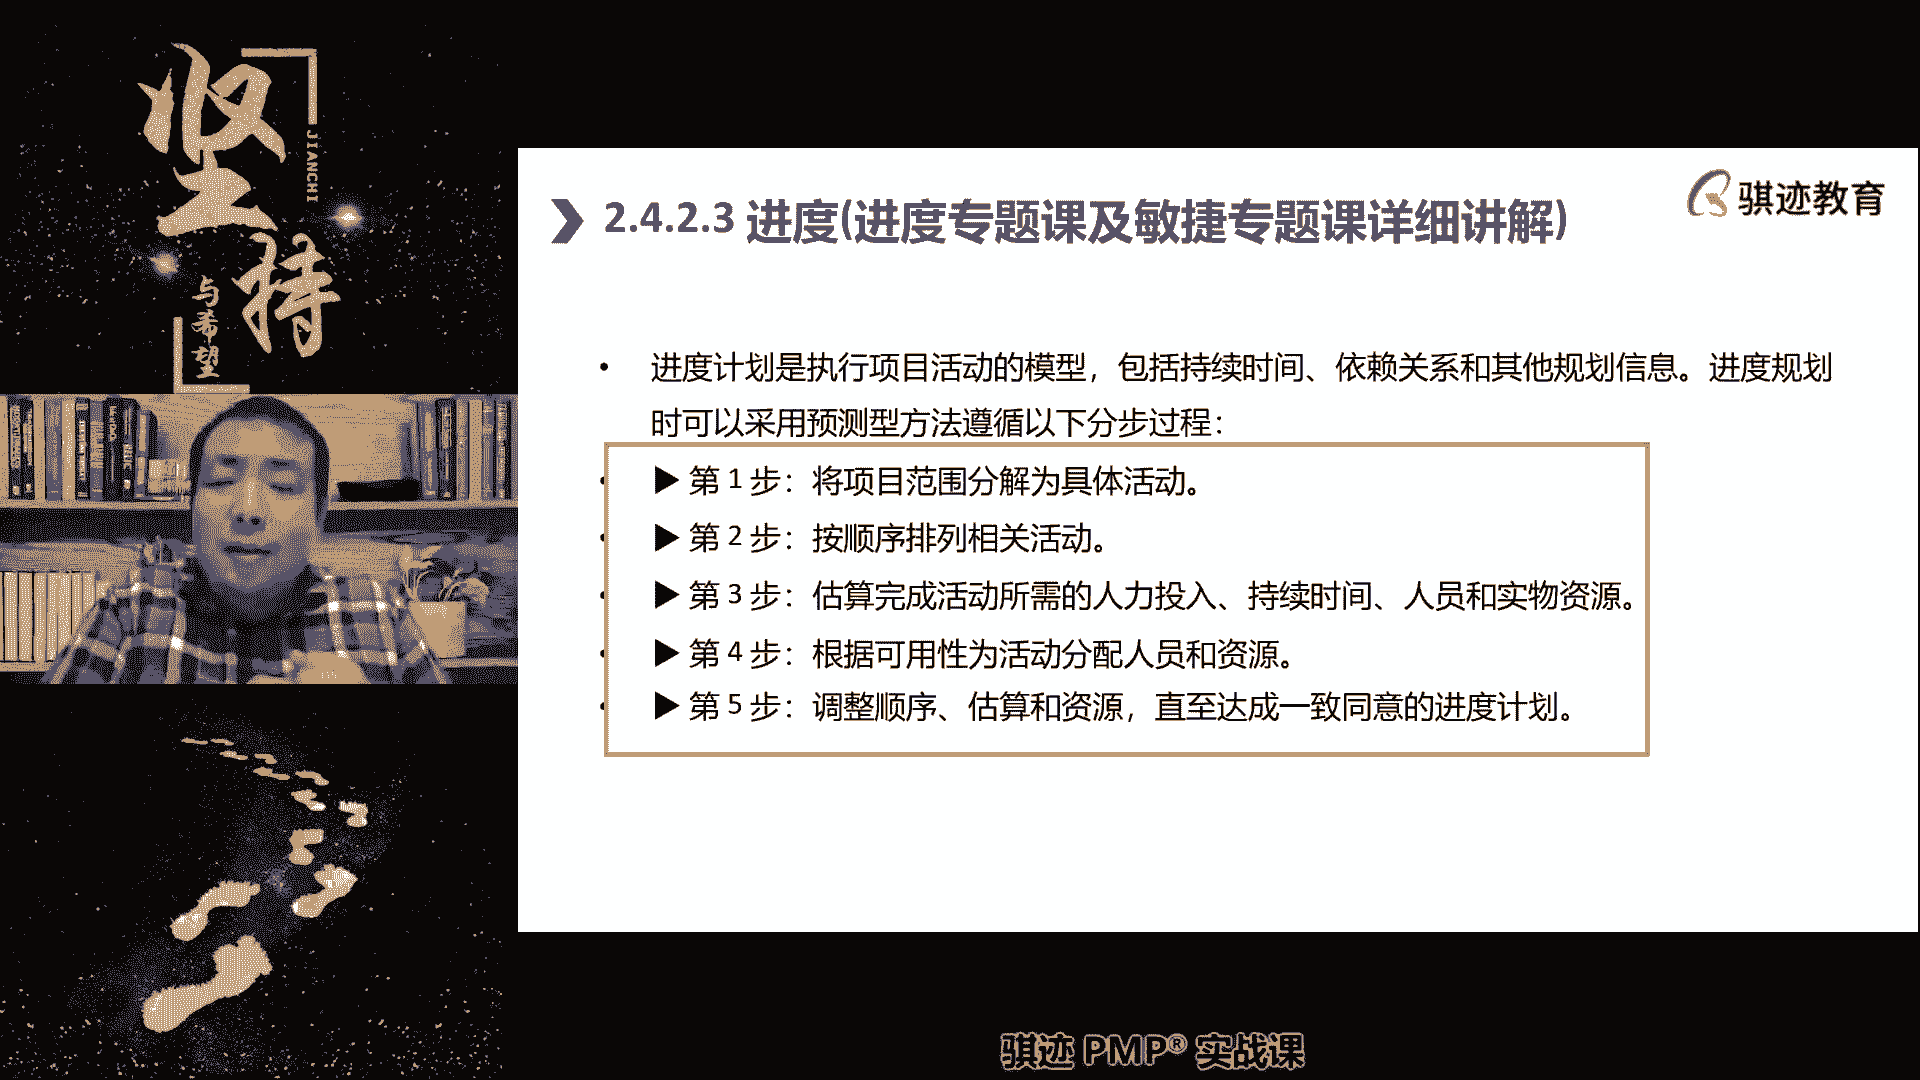 坚持
JIANCHI
与希望
2.4.2.3 进度(进度专题课及敏捷专题课详细讲解)
骐迹教育
• 进度计划是执行项目活动的模型，包括持续时间、依赖关系和其他规划信息。进度规划
时可以采用预测型方法遵循以下分步过程：
• ▶ 第 1 步：将项目范围分解为具体活动。
• ▶ 第 2 步：按顺序排列相关活动。
• ▶ 第 3 步：估算完成活动所需的人力投入、持续时间、人员和实物资源。
• ▶ 第 4 步：根据可用性为活动分配人员和资源。
• ▶ 第 5 步：调整顺序、估算和资源，直至达成一致同意的进度计划。
骐迹 PMP® 实战课